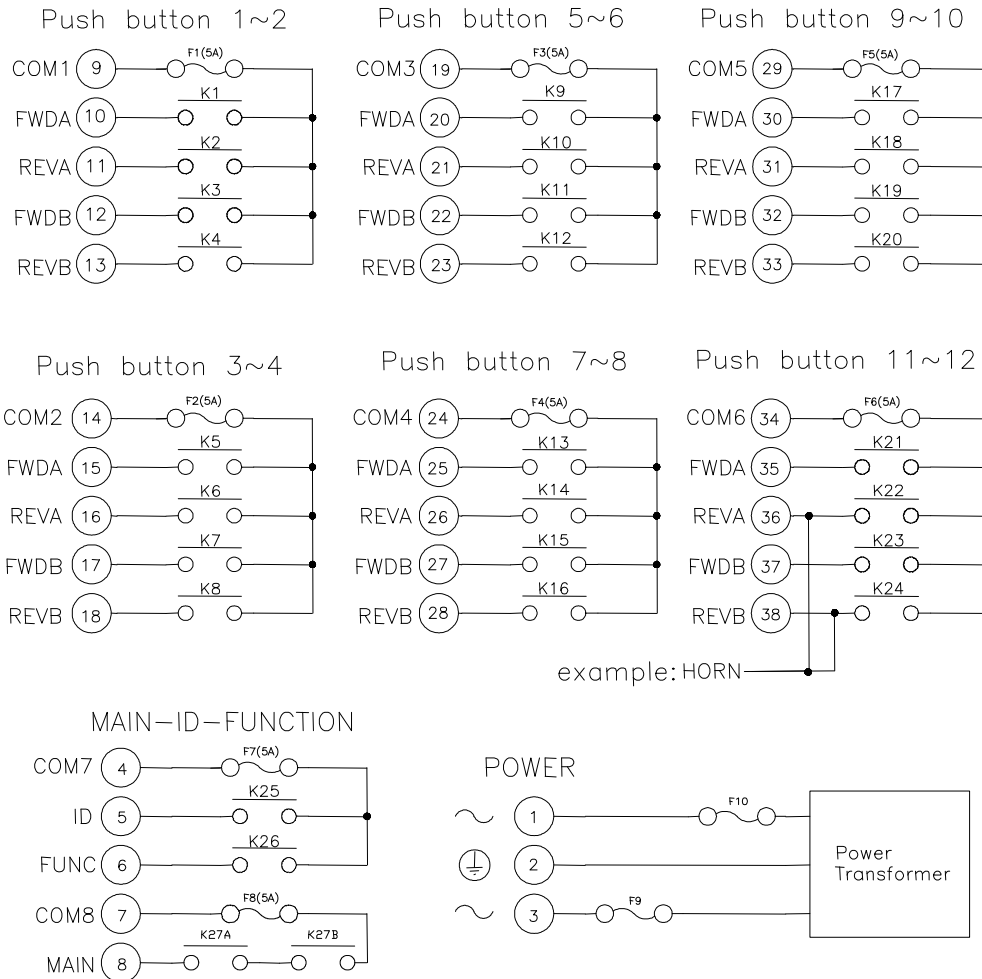 Push button 1~2
COM1 9 F1(5A)
FWDA 10 K1
REVA 11 K2
FWDB 12 K3
REVB 13 K4
Push button 5~6
COM3 19 F3(5A)
FWDA 20 K9
REVA 21 K10
FWDB 22 K11
REVB 23 K12
Push button 9~10
COM5 29 F5(5A)
FWDA 30 K17
REVA 31 K18
FWDB 32 K19
REVB 33 K20
Push button 3~4
COM2 14 F2(5A)
FWDA 15 K5
REVA 16 K6
FWDB 17 K7
REVB 18 K8
Push button 7~8
COM4 24 F4(5A)
FWDA 25 K13
REVA 26 K14
FWDB 27 K15
REVB 28 K16
Push button 11~12
COM6 34 F6(5A)
FWDA 35 K21
REVA 36 K22
FWDB 37 K23
REVB 38 K24
example: HORN
MAIN-ID-FUNCTION
COM7 4 F7(5A)
ID 5 K25
FUNC 6 K26
COM8 7 F8(5A)
MAIN 8 K27A K27B
POWER
~ 1 F10
2
~ 3 F9
Power
Transformer